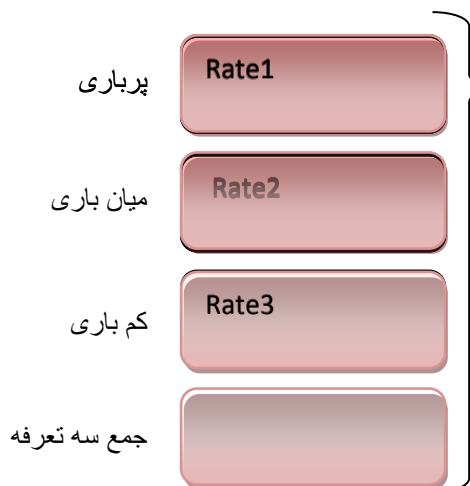 پرباری
Rate1
میان باری
Rate2
کم باری
Rate3
جمع سه تعرفه